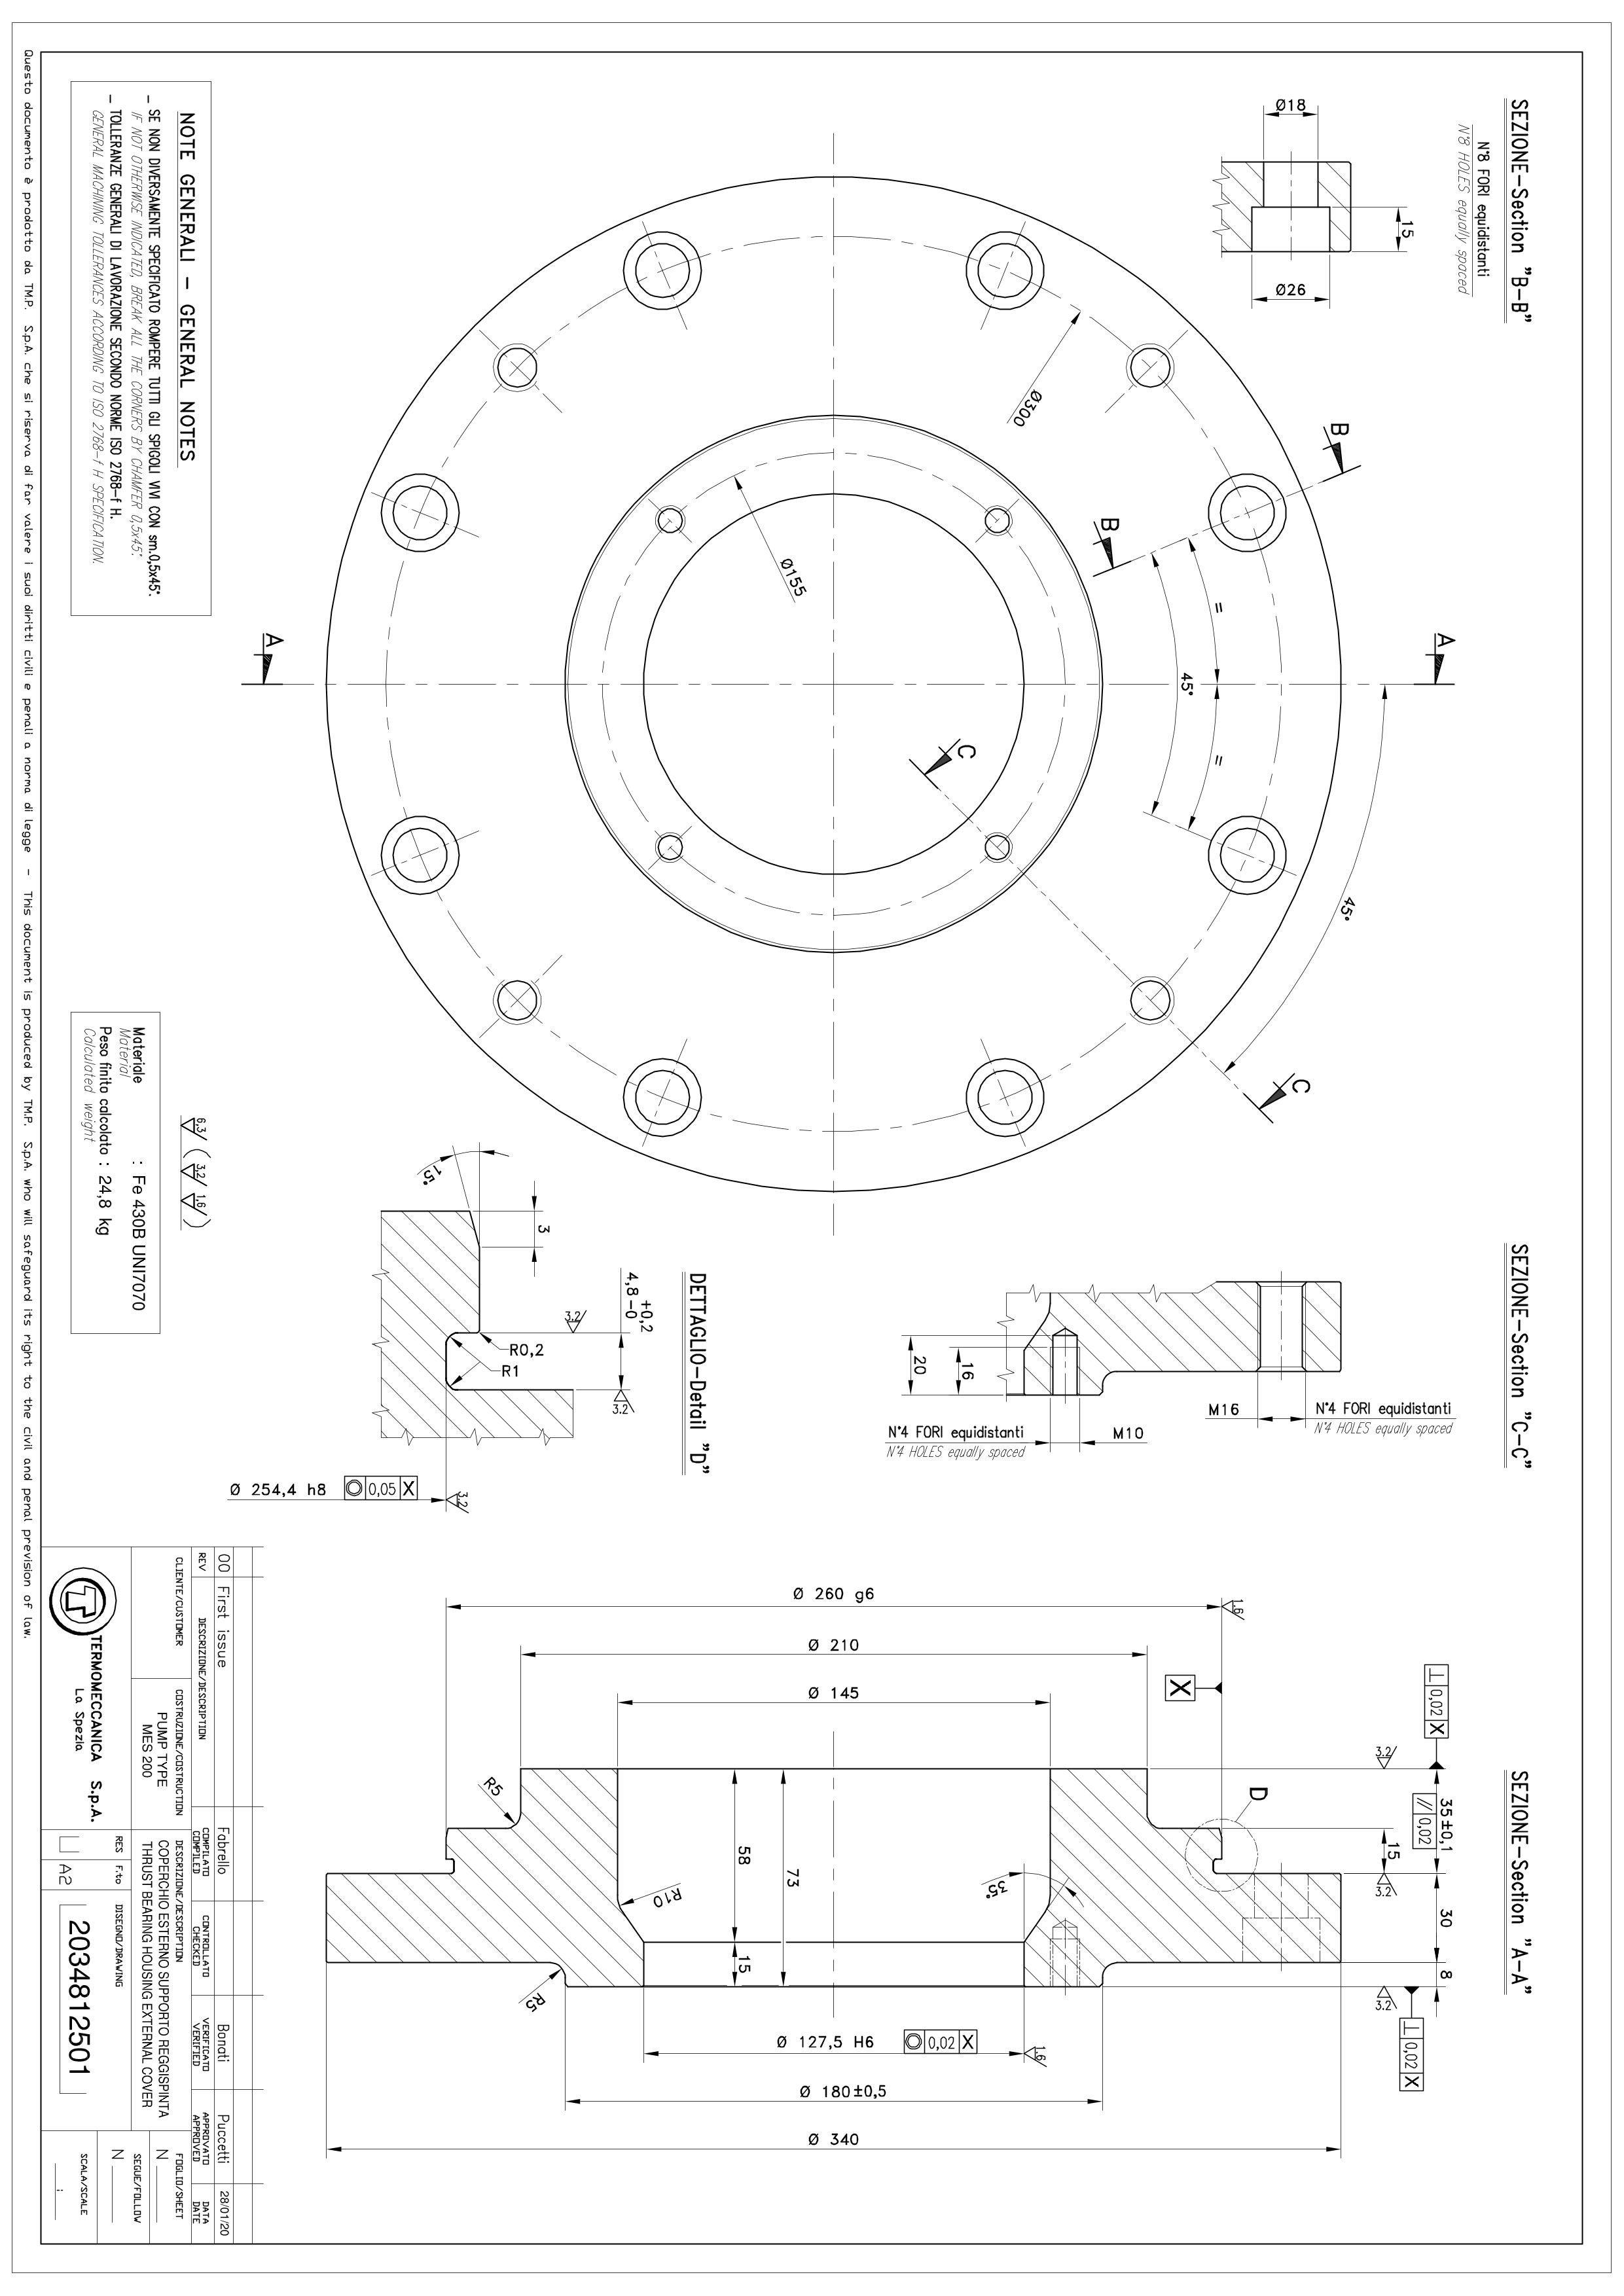 SEZIONE-Section "B-B"
N°8 FORI equidistanti
N°8 HOLES equally spaced
Ø18
15
Ø26
SEZIONE-Section "C-C"
M16
N°4 FORI equidistanti
N°4 HOLES equally spaced
M10
N°4 FORI equidistanti
N°4 HOLES equally spaced
16
20
SEZIONE-Section "A-A"
⊥ 0,02 X
35±0,1
// 0,02
15
30
8
⊥ 0,02 X
3.2
3.2
3.2
D
X
Ø 260 g6
1.6
Ø 210
Ø 145
58
73
15
35°
R10
R5
R5
Ø 127,5 H6
◎ 0,02 X
1.6
Ø 180±0,5
Ø 340
A
A
B
B
C
C
45°
45°
=
=
Ø300
Ø155
DETTAGLIO-Detail "D"
4,8 +0,2 -0
3
15°
R0,2
R1
3.2
3.2
Ø 254,4 h8
◎ 0,05 X
3.2
NOTE GENERALI - GENERAL NOTES
- SE NON DIVERSAMENTE SPECIFICATO ROMPERE TUTTI GLI SPIGOLI VIVI CON sm.0,5x45°.
IF NOT OTHERWISE INDICATED, BREAK ALL THE CORNERS BY CHAMFER 0,5x45°.
- TOLLERANZE GENERALI DI LAVORAZIONE SECONDO NORME ISO 2768-f H.
GENERAL MACHINING TOLERANCES ACCORDING TO ISO 2768-f H SPECIFICATION.
6.3 ( 3.2 1.6 )
Materiale : Fe 430B UNI7070
Material
Peso finito calcolato : 24,8 kg
Calculated weight
00 First issue Fabrello Bonati Puccetti 28/01/20
REV DESCRIZIONE/DESCRIPTION COMPILATO COMPILED CONTROLLATO CHECKED VERIFICATO VERIFIED APPROVATO APPROVED DATA DATE
CLIENTE/CUSTOMER
COSTRUZIONE/COSTRUCTION
PUMP TYPE
MES 200
DESCRIZIONE/DESCRIPTION
COPERCHIO ESTERNO SUPPORTO REGGISPINTA
THRUST BEARING HOUSING EXTERNAL COVER
FOGLIO/SHEET
N
SEGUE/FOLLOW
N
SCALA/SCALE
:
TERMOMECCANICA S.p.A.
La Spezia
RES F.to DISEGNO/DRAWING
A2
2034812501
Questo documento è prodotto da T.M.P. S.p.A. che si riserva di far valere i suoi diritti civili e penali a norma di legge - This document is produced by T.M.P. S.p.A. who will safeguard its right to the civil and penal prevision of law.